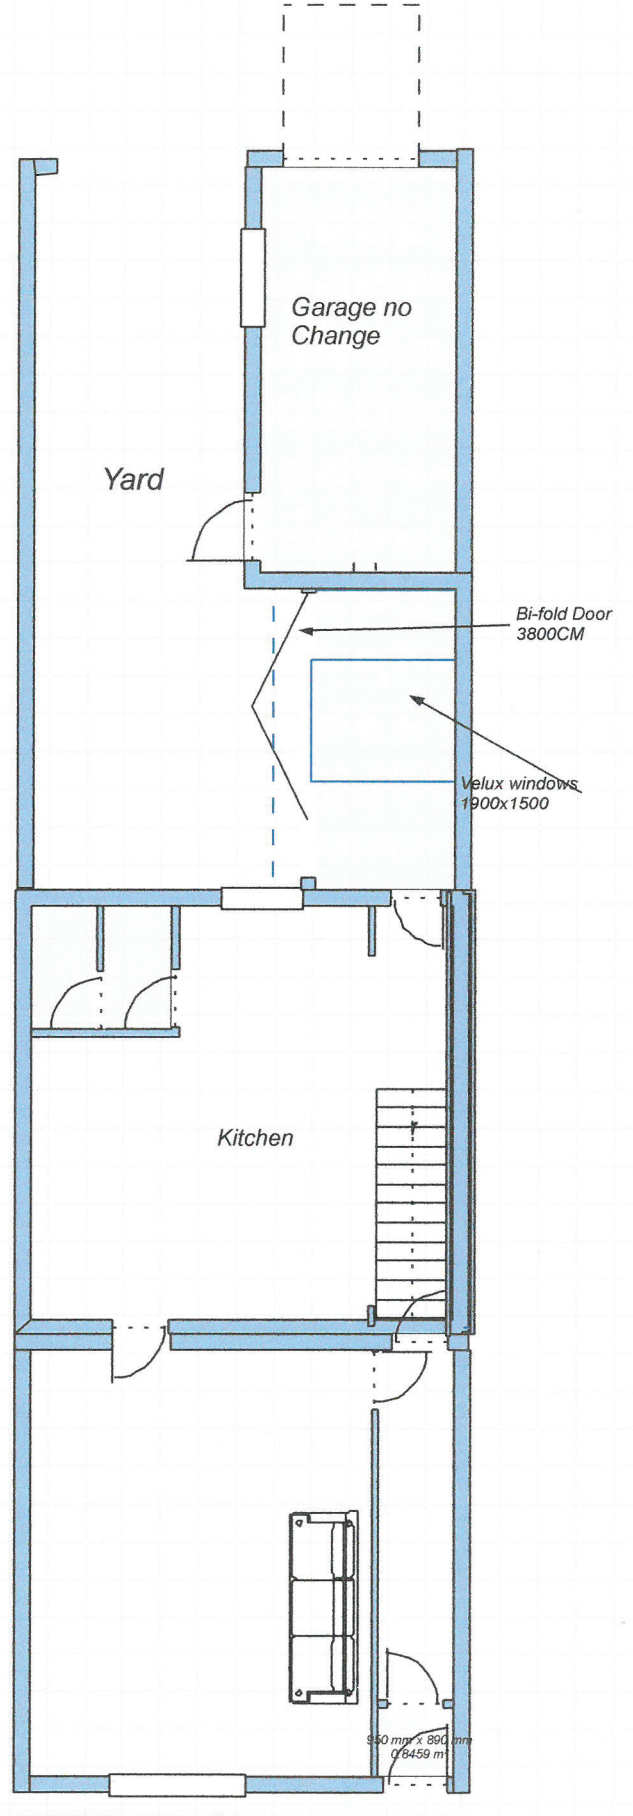 Garage no
Change
Yard
Bi-fold Door
3800CM
Velux windows
1900x1500
Kitchen
950 mm x 890 mm
0.8459 m²